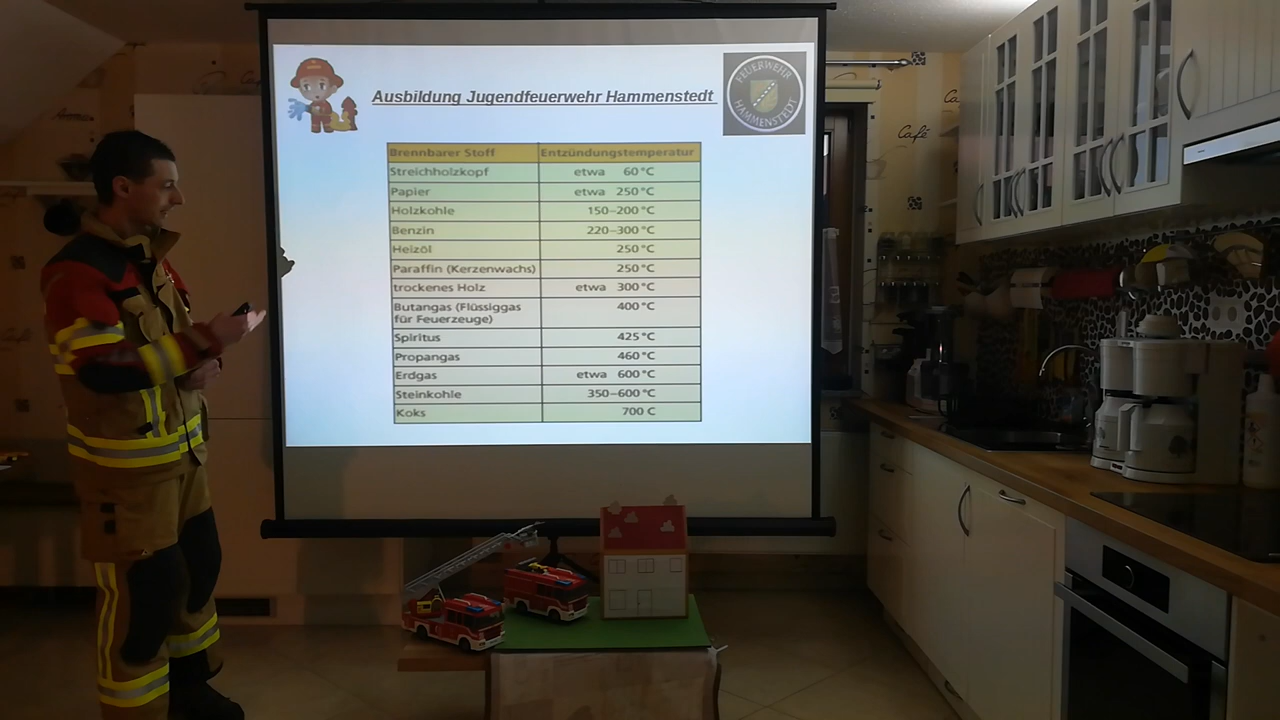 Ausbildung Jugendfeuerwehr Hammenstedt
FEUERWEHR
HAMMENSTEDT
Brennbarer Stoff Entzündungstemperatur
Streichholzkopf etwa 60 °C
Papier etwa 250 °C
Holzkohle 150–200 °C
Benzin 220–300 °C
Heizöl 250 °C
Paraffin (Kerzenwachs) 250 °C
trockenes Holz etwa 300 °C
Butangas (Flüssiggas 400 °C
für Feuerzeuge)
Spiritus 425 °C
Propangas 460 °C
Erdgas etwa 600 °C
Steinkohle 350–600 °C
Koks 700 C
Café